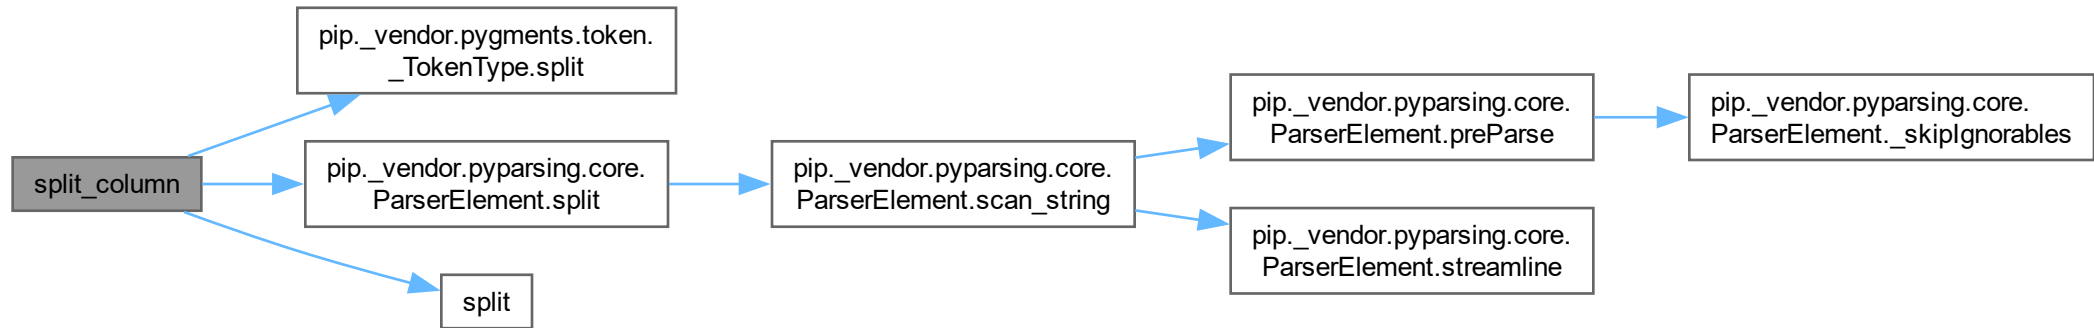 split_column
pip._vendor.pygments.token.
_TokenType.split
pip._vendor.pyparsing.core.
ParserElement.split
split
pip._vendor.pyparsing.core.
ParserElement.scan_string
pip._vendor.pyparsing.core.
ParserElement.preParse
pip._vendor.pyparsing.core.
ParserElement.streamline
pip._vendor.pyparsing.core.
ParserElement._skipIgnorables